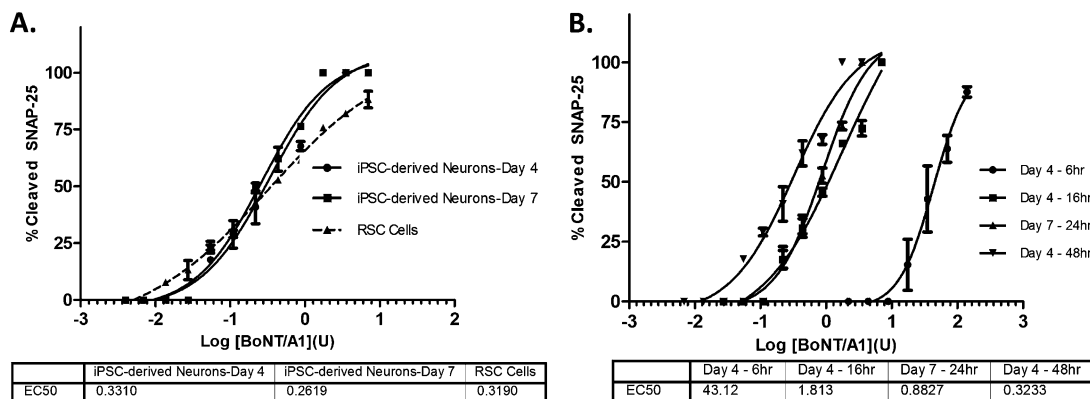 A.
% Cleaved SNAP-25
100
75
50
25
0
-3 -2 -1 0 1 2
Log [BoNT/A1](U)
iPSC-derived Neurons-Day 4
iPSC-derived Neurons-Day 7
RSC Cells
iPSC-derived Neurons-Day 4 iPSC-derived Neurons-Day 7 RSC Cells
EC50 0.3310 0.2619 0.3190
B.
% Cleaved SNAP-25
100
75
50
25
0
-3 -2 -1 0 1 2 3
Log [BoNT/A1](U)
Day 4 - 6hr
Day 4 - 16hr
Day 7 - 24hr
Day 4 - 48hr
Day 4 - 6hr Day 4 - 16hr Day 7 - 24hr Day 4 - 48hr
EC50 43.12 1.813 0.8827 0.3233